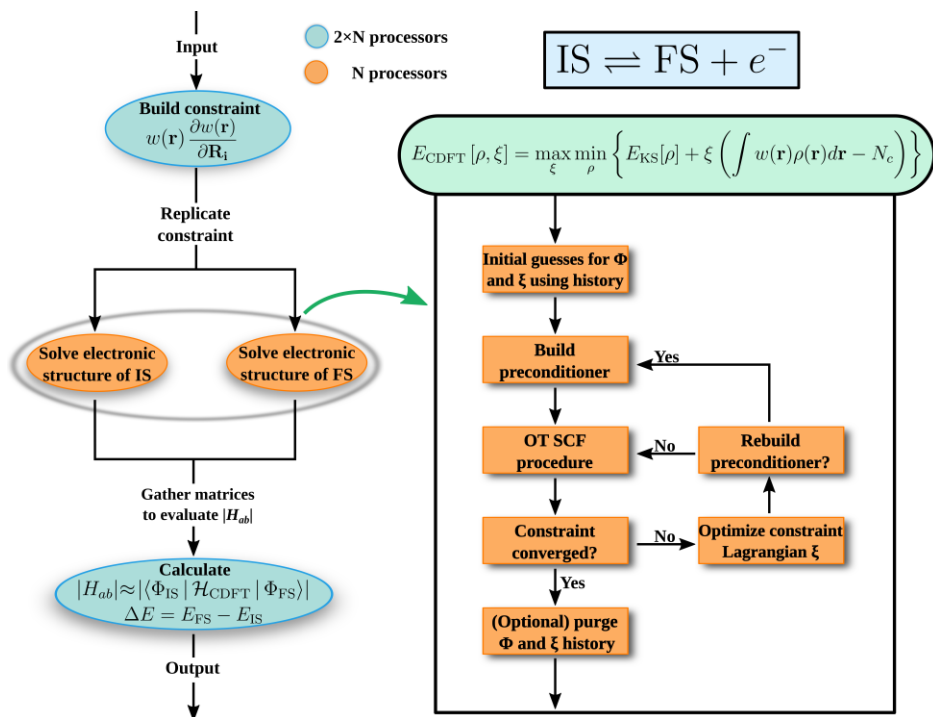 Input
2×N processors
N processors
IS ⇌ FS + e⁻
Build constraint
w(r) ∂w(r)/∂Rᵢ
Replicate
constraint
Solve electronic
structure of IS
Solve electronic
structure of FS
Gather matrices
to evaluate |H_ab|
Calculate
|H_ab|≈|⟨Φ_IS | ℋ_CDFT | Φ_FS⟩|
ΔE = E_FS − E_IS
Output
E_CDFT [ρ, ξ] = max_ξ min_ρ {E_KS[ρ] + ξ (∫ w(r)ρ(r)dr − N_c)}
Initial guesses for Φ
and ξ using history
Build
preconditioner
Yes
OT SCF
procedure
No
Rebuild
preconditioner?
Constraint
converged?
No
Optimize constraint
Lagrangian ξ
Yes
(Optional) purge
Φ and ξ history